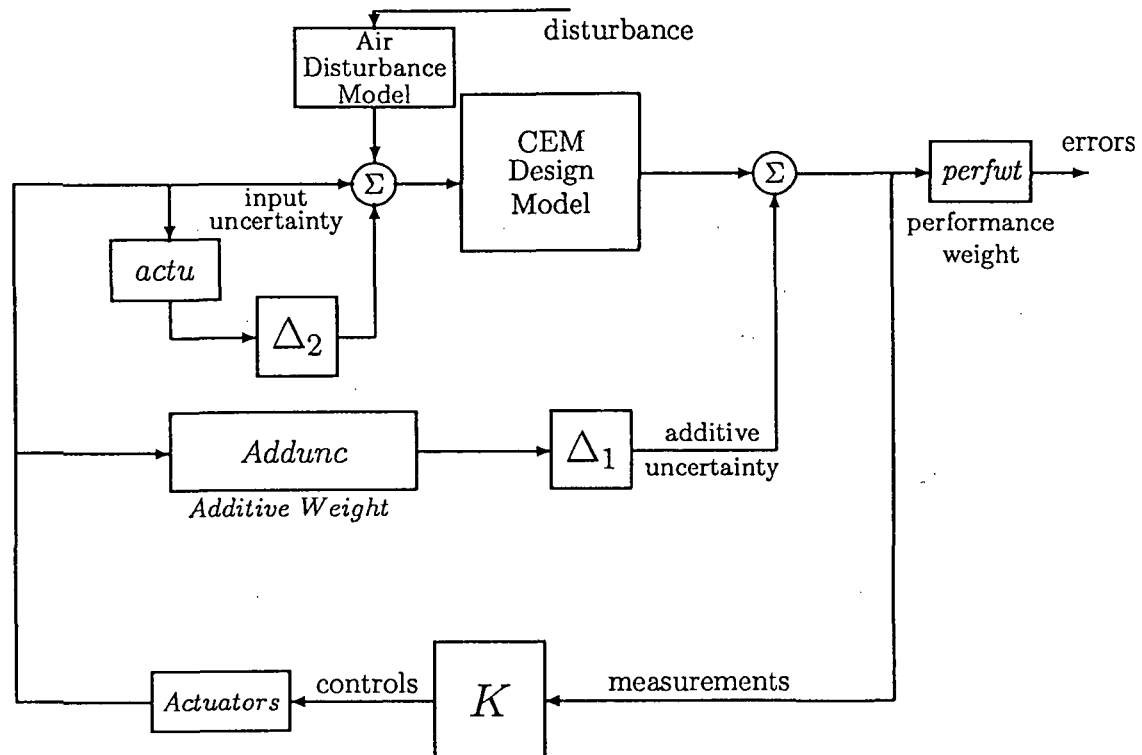 disturbance
Air
Disturbance
Model
CEM
Design
Model
Σ
Σ
input
uncertainty
errors
perfwt
performance
weight
actu
Δ2
Addunc
Additive Weight
Δ1
additive
uncertainty
Actuators
controls
K
measurements